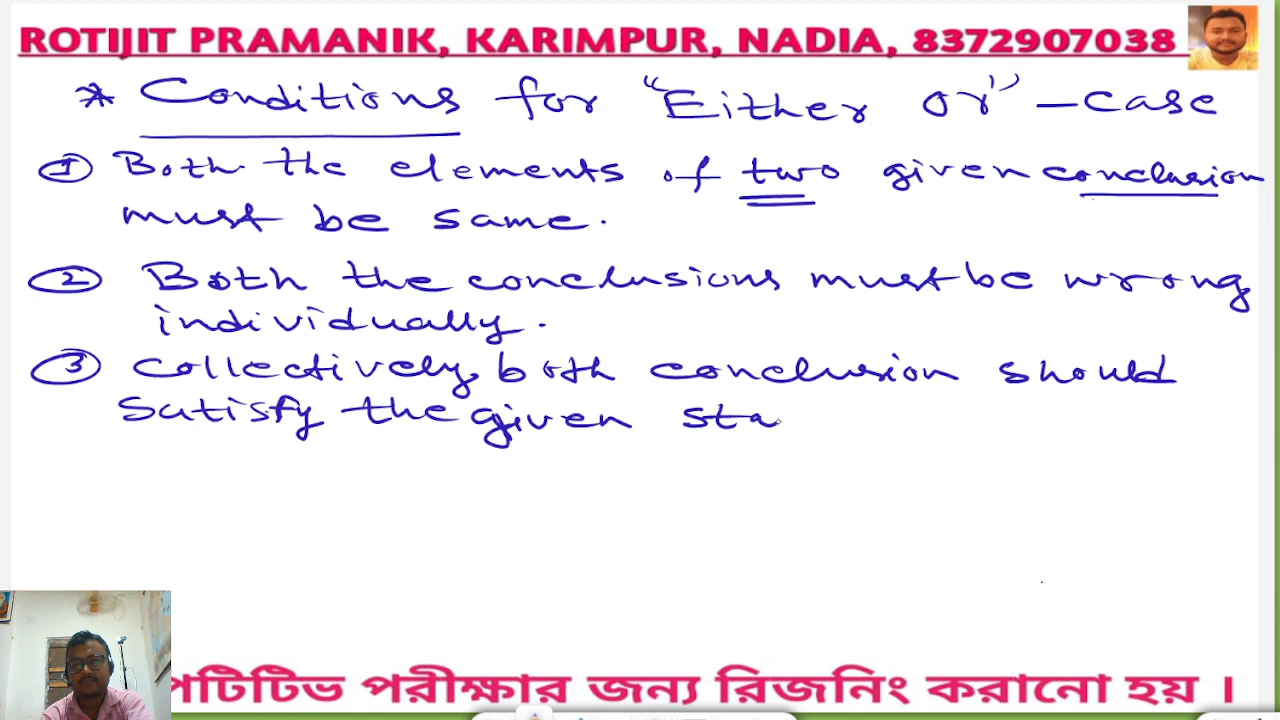 ROTIJIT PRAMANIK, KARIMPUR, NADIA, 8372907038
* Conditions for "Either or" - case
① Both the elements of two given conclusion
must be same.
② Both the conclusions must be wrong
individually.
③ Collectively both conclusion should
satisfy the given sta
পটিটিভ পরীক্ষার জন্য রিজনিং করানো হয় ।